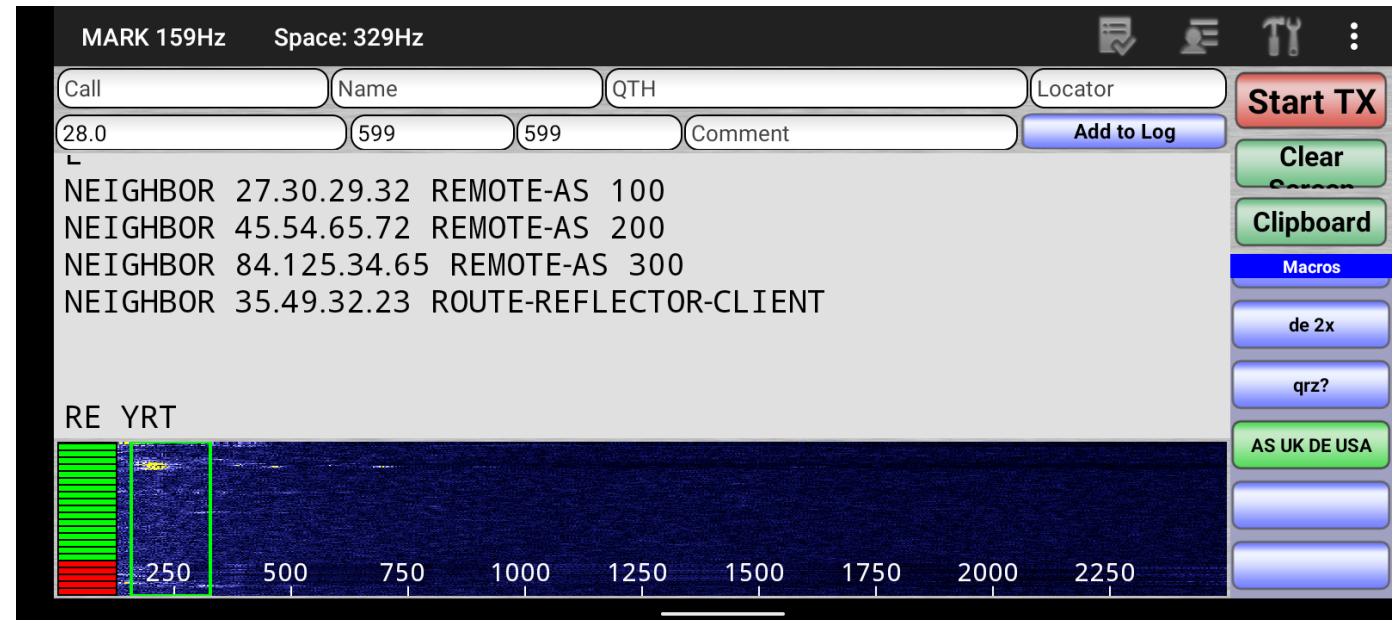 MARK 159Hz Space: 329Hz
Call Name QTH Locator
28.0 599 599 Comment Add to Log
Start TX
Clear
Clipboard
Macros
de 2x
qrz?
AS UK DE USA
NEIGHBOR 27.30.29.32 REMOTE-AS 100
NEIGHBOR 45.54.65.72 REMOTE-AS 200
NEIGHBOR 84.125.34.65 REMOTE-AS 300
NEIGHBOR 35.49.32.23 ROUTE-REFLECTOR-CLIENT
RE YRT
250 500 750 1000 1250 1500 1750 2000 2250